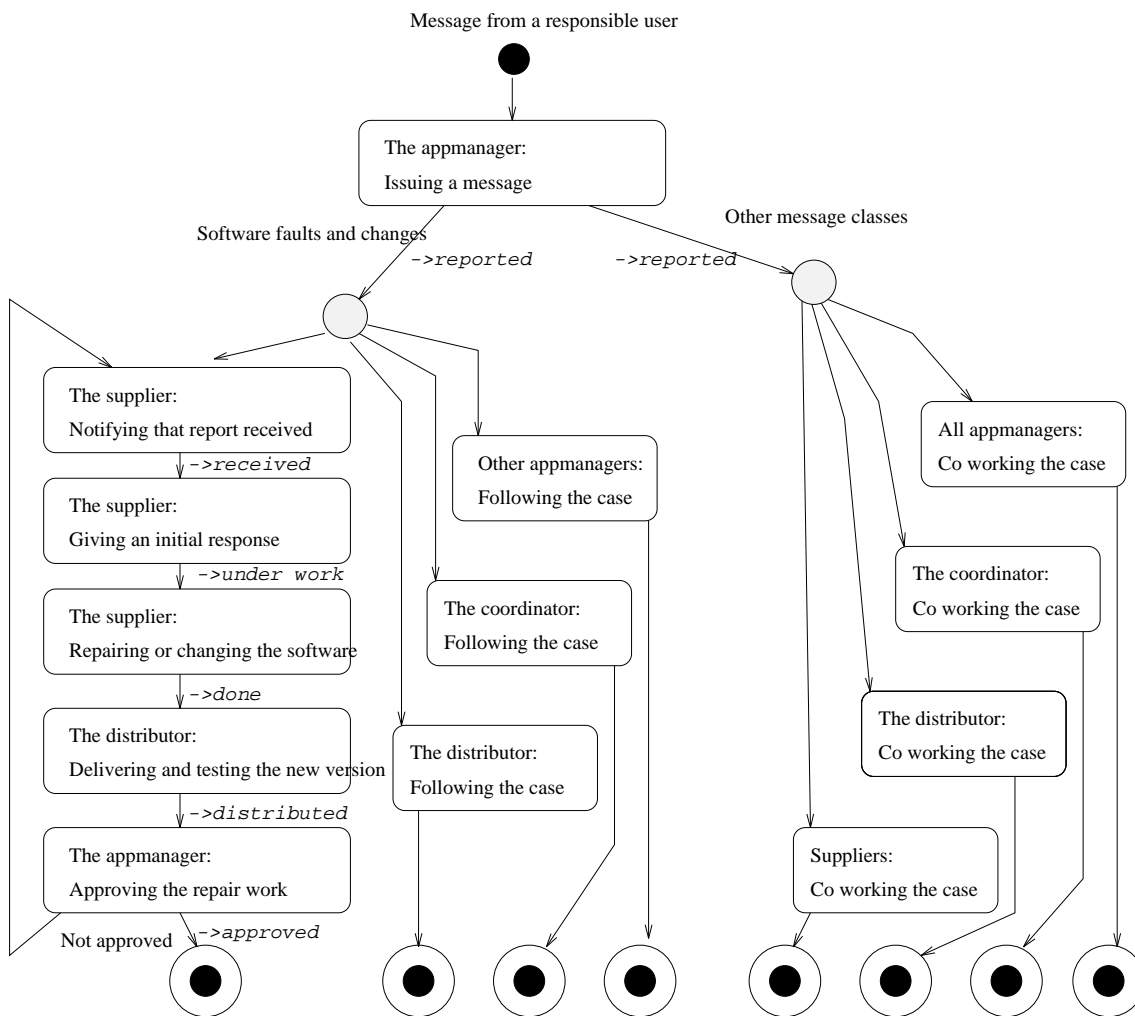 Message from a responsible user
The appmanager:
Issuing a message
Other message classes
Software faults and changes
->reported
->reported
The supplier:
Notifying that report received
->received
The supplier:
Giving an initial response
->under work
The supplier:
Repairing or changing the software
->done
The distributor:
Delivering and testing the new version
->distributed
The appmanager:
Approving the repair work
Not approved
->approved
Other appmanagers:
Following the case
The coordinator:
Following the case
The distributor:
Following the case
All appmanagers:
Co working the case
The coordinator:
Co working the case
The distributor:
Co working the case
Suppliers:
Co working the case